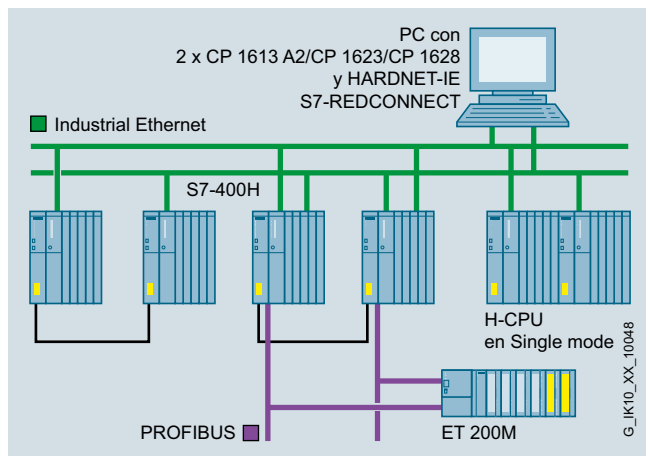 PC con
2 x CP 1613 A2/CP 1623/CP 1628
y HARDNET-IE
S7-REDCONNECT
Industrial Ethernet
S7-400H
H-CPU
en Single mode
PROFIBUS
ET 200M
G_IK10_XX_10048